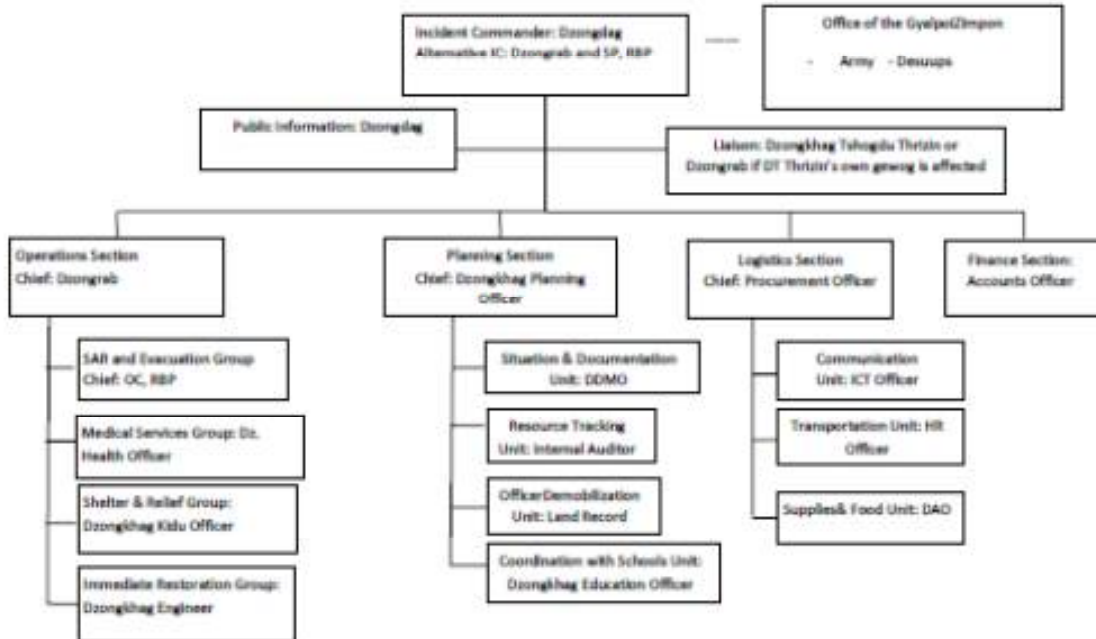 Incident Commander: Dzongdag
Alternative IC: Dzongrab and SP, RBP
Office of the GyalpoiZimpon
- Army - Desuups
Public Information: Dzongdag
Liaison: Dzongkhag Tshogdu Thrizin or
Dzongrab if DT Thrizin's own gewog is affected
Operations Section
Chief: Dzongrab
Planning Section
Chief: Dzongkhag Planning
Officer
Logistics Section
Chief: Procurement Officer
Finance Section:
Accounts Officer
SAR and Evacuation Group
Chief: OC, RBP
Medical Services Group: Dz.
Health Officer
Shelter & Relief Group:
Dzongkhag Kidu Officer
Immediate Restoration Group:
Dzongkhag Engineer
Situation & Documentation
Unit: DDMO
Resource Tracking
Unit: Internal Auditor
OfficerDemobilization
Unit: Land Record
Coordination with Schools Unit:
Dzongkhag Education Officer
Communication
Unit: ICT Officer
Transportation Unit: HR
Officer
Supplies& Food Unit: DAO